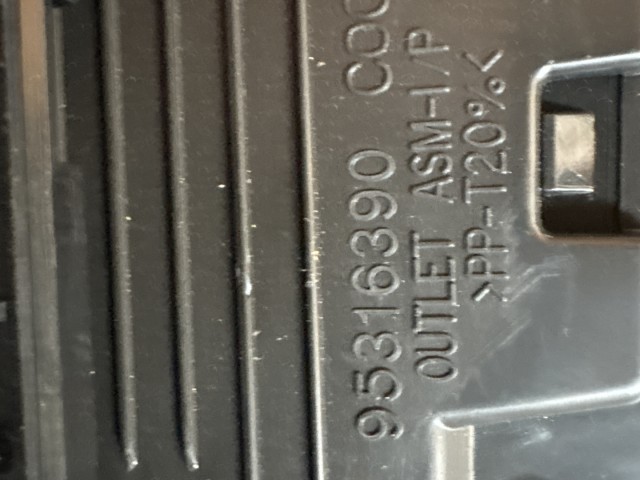 95316390 COO
OUTLET ASM-I/P
>PP-T20%<